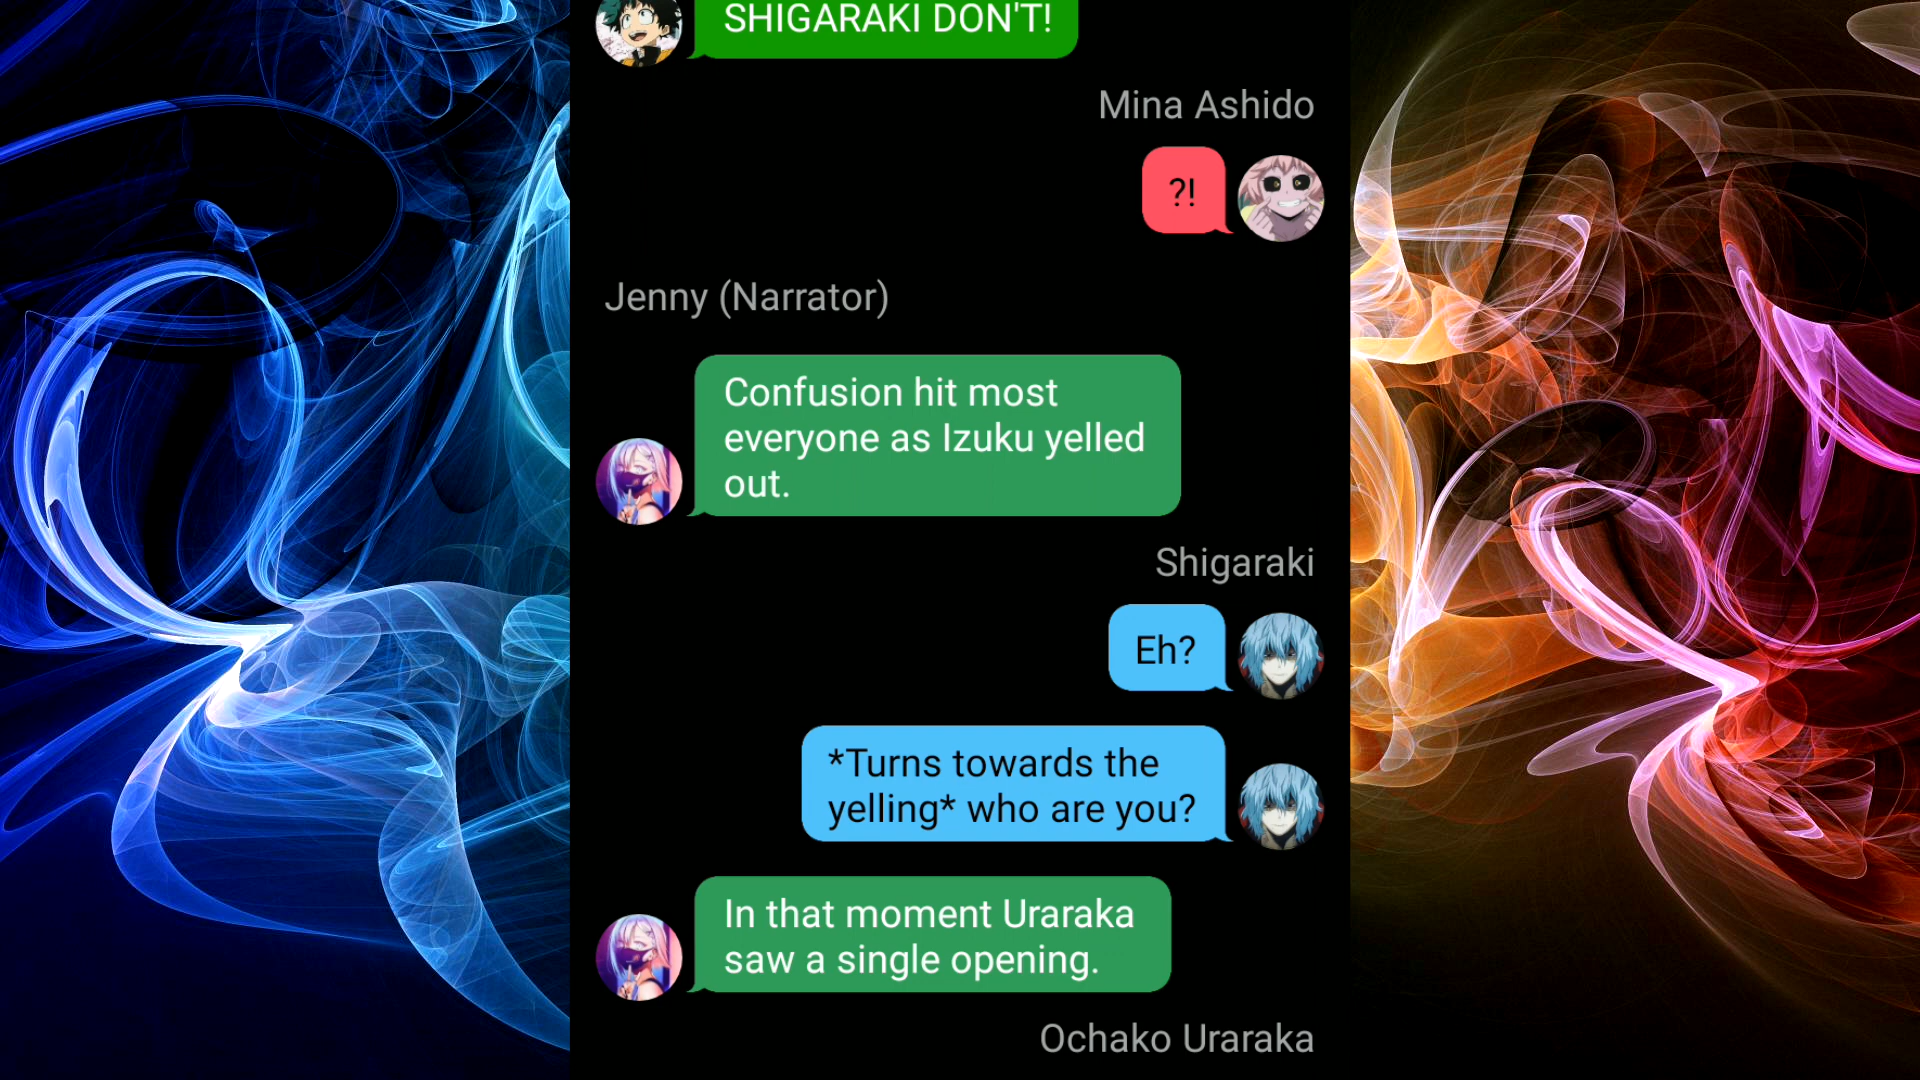 SHIGARAKI DON'T!
Mina Ashido
?!
Jenny (Narrator)
Confusion hit most
everyone as Izuku yelled
out.
Shigaraki
Eh?
*Turns towards the
yelling* who are you?
In that moment Uraraka
saw a single opening.
Ochako Uraraka